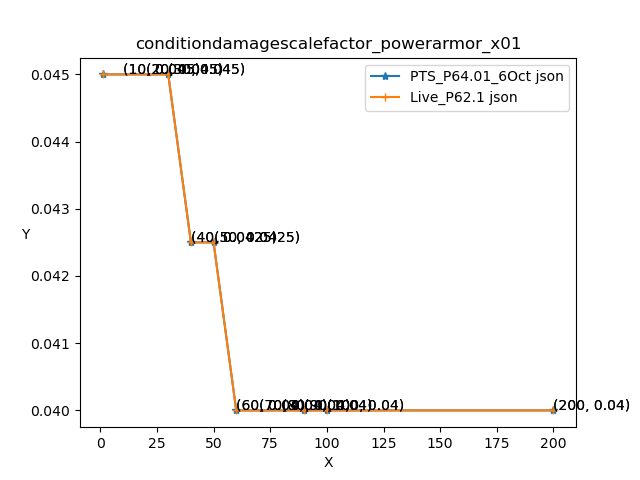 conditiondamagescalefactor_powerarmor_x01
PTS_P64.01_6Oct json
Live_P62.1 json
Y
0.045
0.044
0.043
0.042
0.041
0.040
(200, 0.04)
0 25 50 75 100 125 150 175 200
X